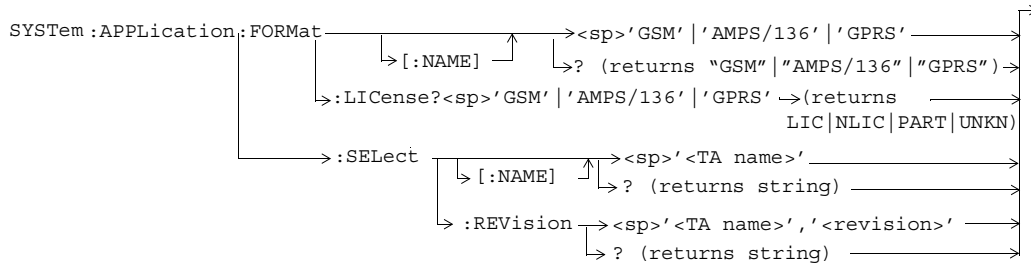 SYSTem:APPLication:FORMat <sp>'GSM'|'AMPS/136'|'GPRS'
[:NAME] ? (returns “GSM”|”AMPS/136”|”GPRS”)
:LICense?<sp>'GSM'|'AMPS/136'|'GPRS' (returns
LIC|NLIC|PART|UNKN)
:SELect <sp>'<TA name>'
[:NAME] ? (returns string)
:REVision <sp>'<TA name>','<revision>'
? (returns string)